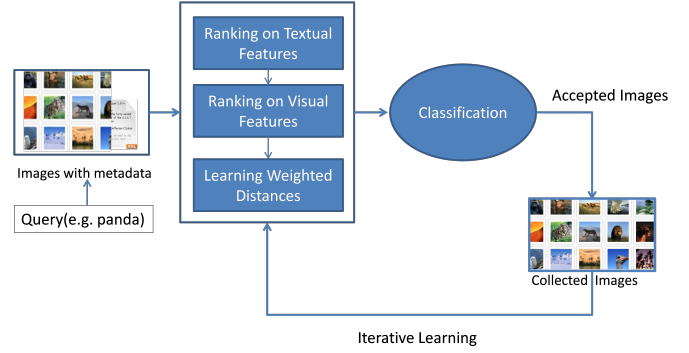 Ranking on Textual
Features
Ranking on Visual
Features
Learning Weighted
Distances
Classification
Accepted Images
Images with metadata
Query(e.g. panda)
Collected Images
Iterative Learning